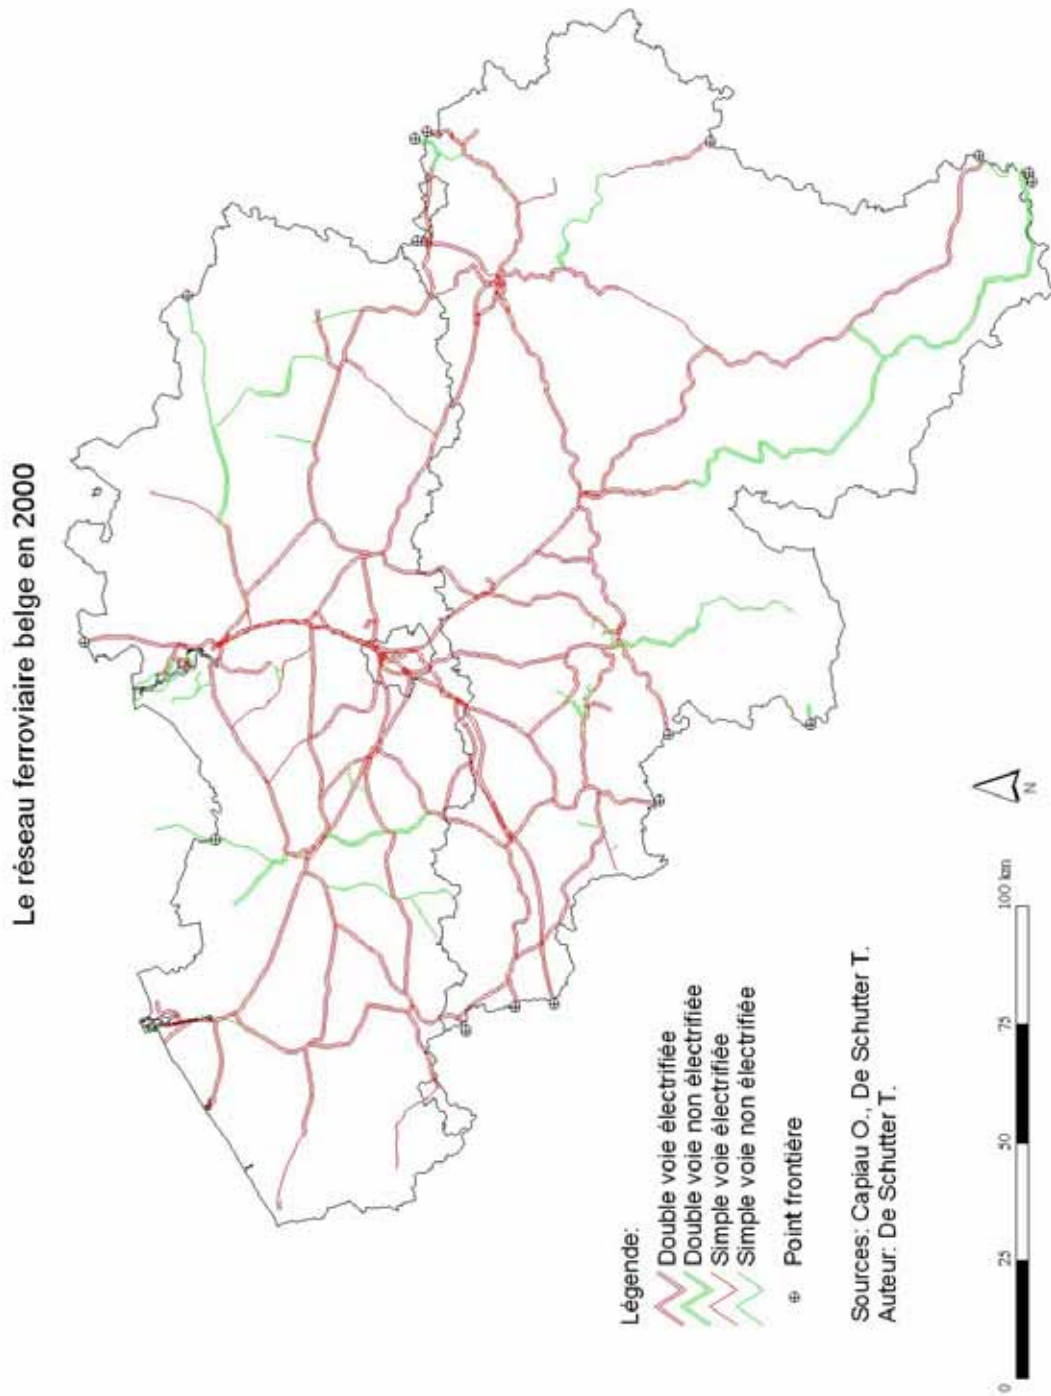 Le réseau ferroviaire belge en 2000
Légende:
Double voie électrifiée
Double voie non électrifiée
Simple voie électrifiée
Simple voie non électrifiée
Point frontière
Sources: Capiau O., De Schutter T.
Auteur: De Schutter T.
0 25 50 75 100 km
N